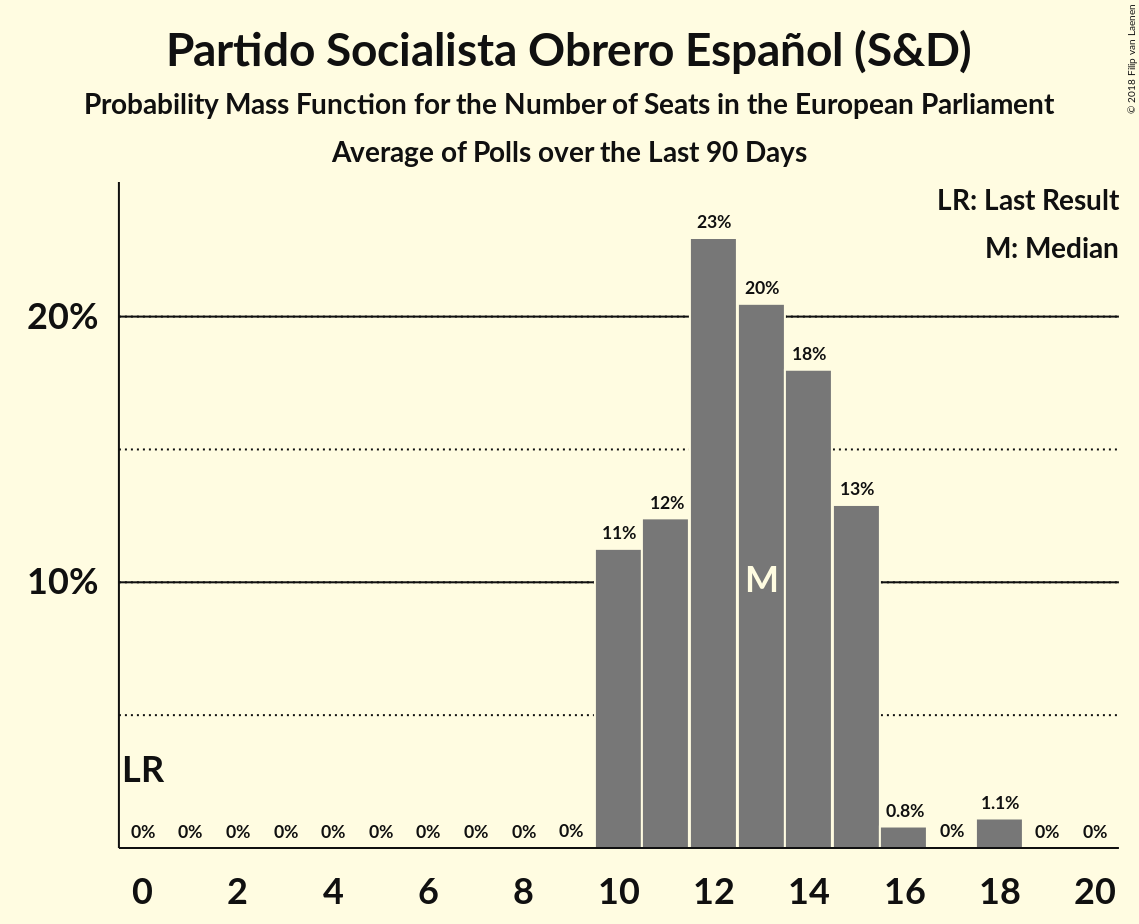 Partido Socialista Obrero Español (S&D)
Probability Mass Function for the Number of Seats in the European Parliament
Average of Polls over the Last 90 Days
© 2018 Filip van Laenen
LR: Last Result
M: Median
20%
10%
23%
20%
18%
13%
12%
11%
M
LR
0% 0% 0% 0% 0% 0% 0% 0% 0% 0% 0.8% 0% 1.1% 0% 0%
0 2 4 6 8 10 12 14 16 18 20